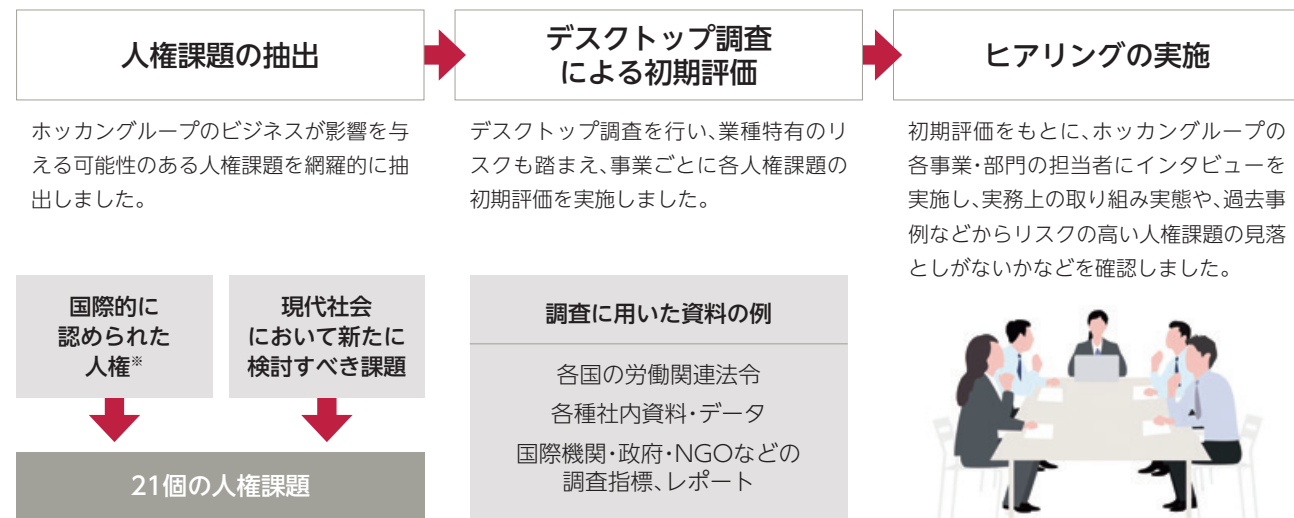 人権課題の抽出
ホッカングループのビジネスが影響を与
える可能性のある人権課題を網羅的に抽
出しました。
国際的に
認められた
人権※
現代社会
において新たに
検討すべき課題
21個の人権課題
デスクトップ調査
による初期評価
デスクトップ調査を行い、業種特有のリ
スクも踏まえ、事業ごとに各人権課題の
初期評価を実施しました。
調査に用いた資料の例
各国の労働関連法令
各種社内資料・データ
国際機関・政府・NGOなどの
調査指標、レポート
ヒアリングの実施
初期評価をもとに、ホッカングループの
各事業・部門の担当者にインタビューを
実施し、実務上の取り組み実態や、過去事
例などからリスクの高い人権課題の見落
としがないかなどを確認しました。